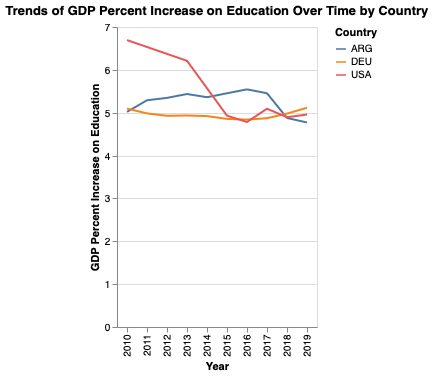 Trends of GDP Percent Increase on Education Over Time by Country
Country
ARG
DEU
USA
GDP Percent Increase on Education
7
6
5
4
3
2
1
0
2010
2011
2012
2013
2014
2015
2016
2017
2018
2019
Year